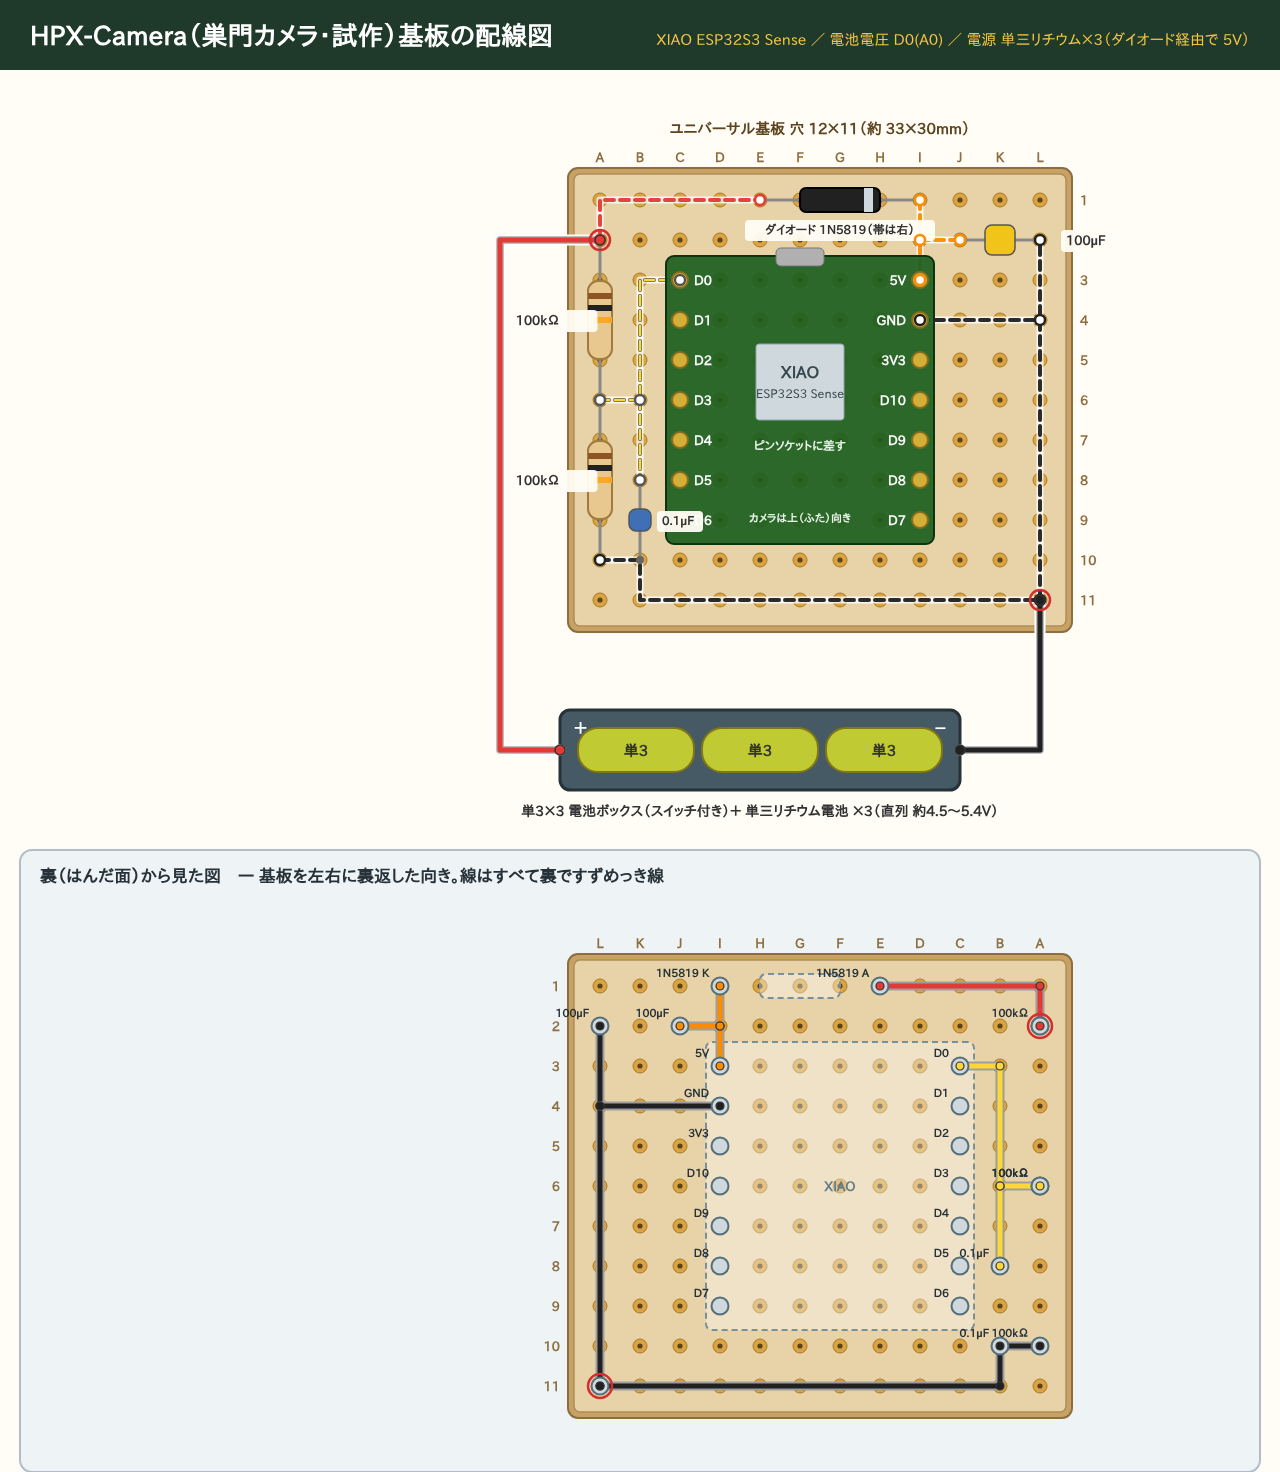 HPX-Camera（巣門カメラ・試作）基板の配線図
XIAO ESP32S3 Sense ／ 電池電圧 D0(A0) ／ 電源 単三リチウム×3（ダイオード経由で 5V）
ユニバーサル基板 穴 12×11（約 33×30mm）
A B C D E F G H I J K L
1
ダイオード 1N5819（帯は右）
100µF
D0 5V 3
100kΩ D1 GND 4
D2 3V3 5
XIAO
ESP32S3 Sense
D3 D10 6
D4 D9 7
ピンソケットに差す
100kΩ D5 D8 8
0.1µF 6 D7 9
カメラは上（ふた）向き
10
11
+ −
単3 単3 単3
単3×3 電池ボックス（スイッチ付き）＋ 単三リチウム電池 ×3（直列 約4.5〜5.4V）
裏（はんだ面）から見た図　— 基板を左右に裏返した向き。線はすべて裏ですずめっき線
L K J I H G F E D C B A
1 1N5819 K 1N5819 A
2 100µF 100µF 100kΩ
3 5V D0
4 GND D1
5 3V3 D2
6 D10 XIAO D3 100kΩ
7 D9 D4
8 D8 D5 0.1µF
9 D7 D6
10 0.1µF 100kΩ
11